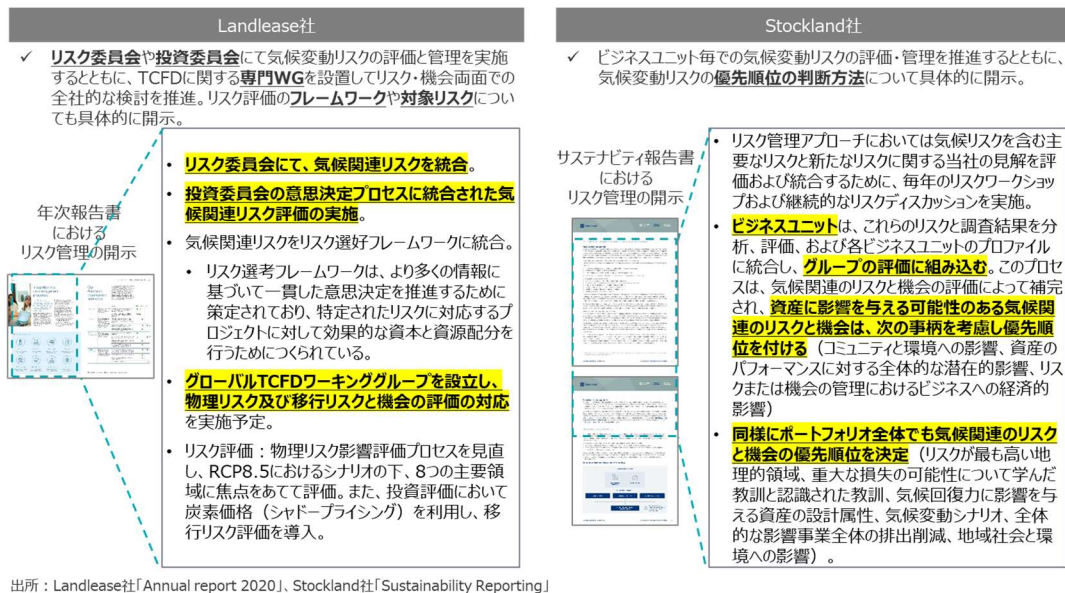 Landlease社
✓ リスク委員会や投資委員会にて気候変動リスクの評価と管理を実施
するとともに、TCFDに関する専門WGを設置してリスク・機会両面での
全社的な検討を推進。リスク評価のフレームワークや対象リスクについ
ても具体的に開示。
年次報告書
における
リスク管理の開示
• リスク委員会にて、気候関連リスクを統合。
• 投資委員会の意思決定プロセスに統合された気
候関連リスク評価の実施。
• 気候関連リスクをリスク選好フレームワークに統合。
• リスク選考フレームワークは、より多くの情報に
基づいて一貫した意思決定を推進するために
策定されており、特定されたリスクに対応するプ
ロジェクトに対して効果的な資本と資源配分を
行うためにつくられている。
• グローバルTCFDワーキンググループを設立し、
物理リスク及び移行リスクと機会の評価の対応
を実施予定。
• リスク評価：物理リスク影響評価プロセスを見直
し、RCP8.5におけるシナリオの下、8つの主要領
域に焦点をあてて評価。また、投資評価において
炭素価格（シャドープライシング）を利用し、移
行リスク評価を導入。
Stockland社
✓ ビジネスユニット毎での気候変動リスクの評価・管理を推進するとともに、
気候変動リスクの優先順位の判断方法について具体的に開示。
サステナビティ報告書
における
リスク管理の開示
• リスク管理アプローチにおいては気候リスクを含む主
要なリスクと新たなリスクに関する当社の見解を評
価および統合するために、毎年のリスクワークショッ
プおよび継続的なリスクディスカッションを実施。
• ビジネスユニットは、これらのリスクと調査結果を分
析、評価、および各ビジネスユニットのプロファイル
に統合し、グループの評価に組み込む。このプロセ
スは、気候関連のリスクと機会の評価によって補完
され、資産に影響を与える可能性のある気候関
連のリスクと機会は、次の事柄を考慮し優先順
位を付ける（コミュニティと環境への影響、資産の
パフォーマンスに対する全体的な潜在的影響、リス
クまたは機会の管理におけるビジネスへの経済的
影響）
• 同様にポートフォリオ全体でも気候関連のリスク
と機会の優先順位を決定（リスクが最も高い地
理的領域、重大な損失の可能性について学んだ
教訓と認識された教訓、気候回復力に影響を与
える資産の設計属性、気候変動シナリオ、全体
的な影響事業全体の排出削減、地域社会と環
境への影響）。
出所：Landlease社「Annual report 2020」、Stockland社「Sustainability Reporting」